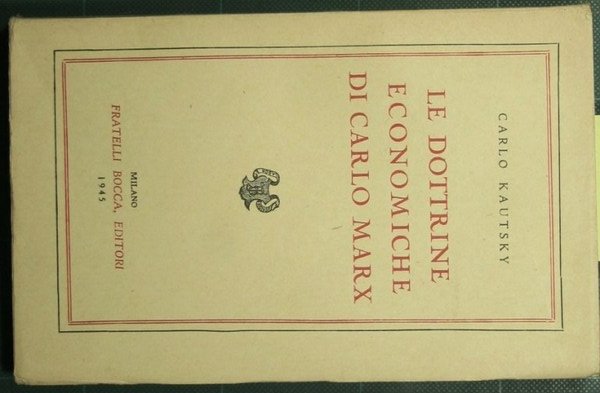 CARLO KAUTSKY
LE DOTTRINE
ECONOMICHE
DI CARLO MARX
MILANO
FRATELLI BOCCA, EDITORI
1945